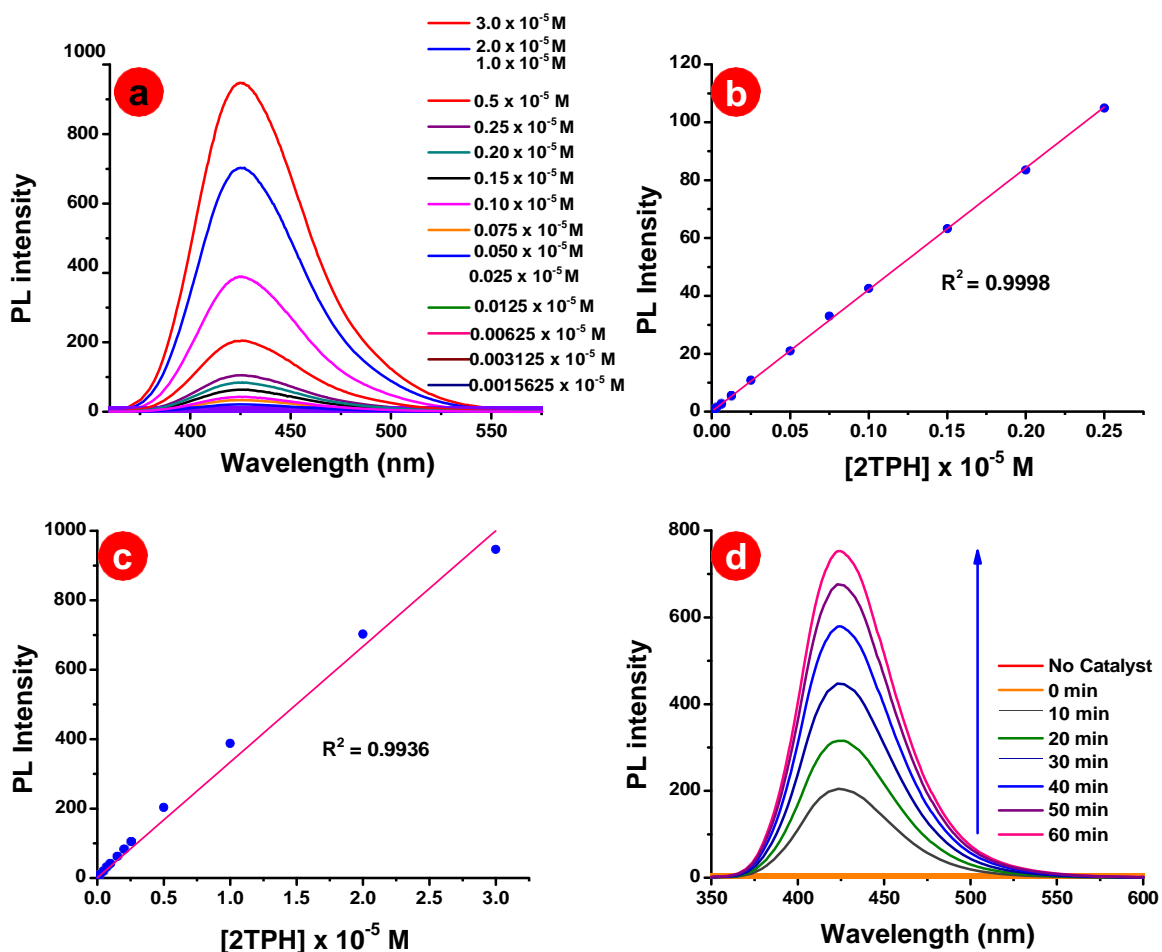 a
1000
800
600
400
200
0
PL intensity
400 450 500 550
Wavelength (nm)
3.0 x 10⁻⁵ M
2.0 x 10⁻⁵ M
1.0 x 10⁻⁵ M
0.5 x 10⁻⁵ M
0.25 x 10⁻⁵ M
0.20 x 10⁻⁵ M
0.15 x 10⁻⁵ M
0.10 x 10⁻⁵ M
0.075 x 10⁻⁵ M
0.050 x 10⁻⁵ M
0.025 x 10⁻⁵ M
0.0125 x 10⁻⁵ M
0.00625 x 10⁻⁵ M
0.003125 x 10⁻⁵ M
0.0015625 x 10⁻⁵ M
b
120
100
80
60
40
20
0
PL Intensity
R² = 0.9998
0.00 0.05 0.10 0.15 0.20 0.25
[2TPH] x 10⁻⁵ M
c
1000
800
600
400
200
0
PL Intensity
R² = 0.9936
0.0 0.5 1.0 1.5 2.0 2.5 3.0
[2TPH] x 10⁻⁵ M
d
800
600
400
200
0
PL intensity
No Catalyst
0 min
10 min
20 min
30 min
40 min
50 min
60 min
350 400 450 500 550 600
Wavelength (nm)